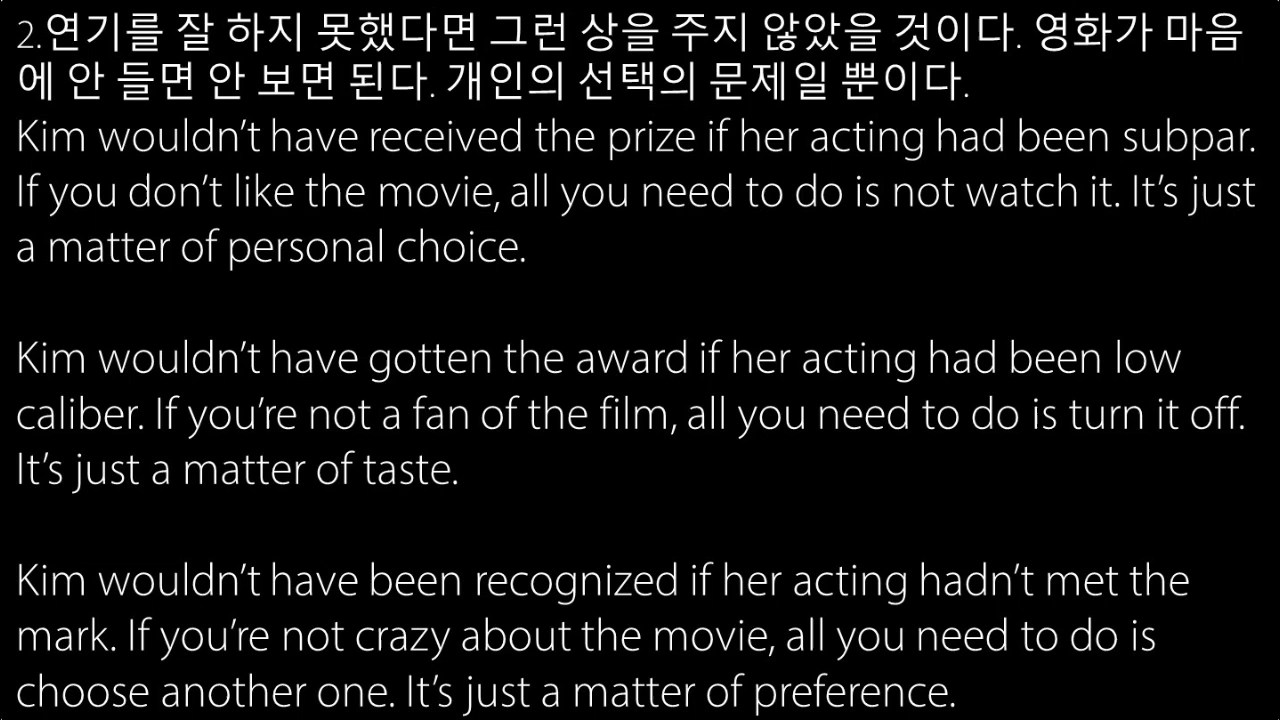 2.연기를 잘 하지 못했다면 그런 상을 주지 않았을 것이다. 영화가 마음
에 안 들면 안 보면 된다. 개인의 선택의 문제일 뿐이다.
Kim wouldn’t have received the prize if her acting had been subpar.
If you don’t like the movie, all you need to do is not watch it. It’s just
a matter of personal choice.
Kim wouldn’t have gotten the award if her acting had been low
caliber. If you’re not a fan of the film, all you need to do is turn it off.
It’s just a matter of taste.
Kim wouldn’t have been recognized if her acting hadn’t met the
mark. If you’re not crazy about the movie, all you need to do is
choose another one. It’s just a matter of preference.